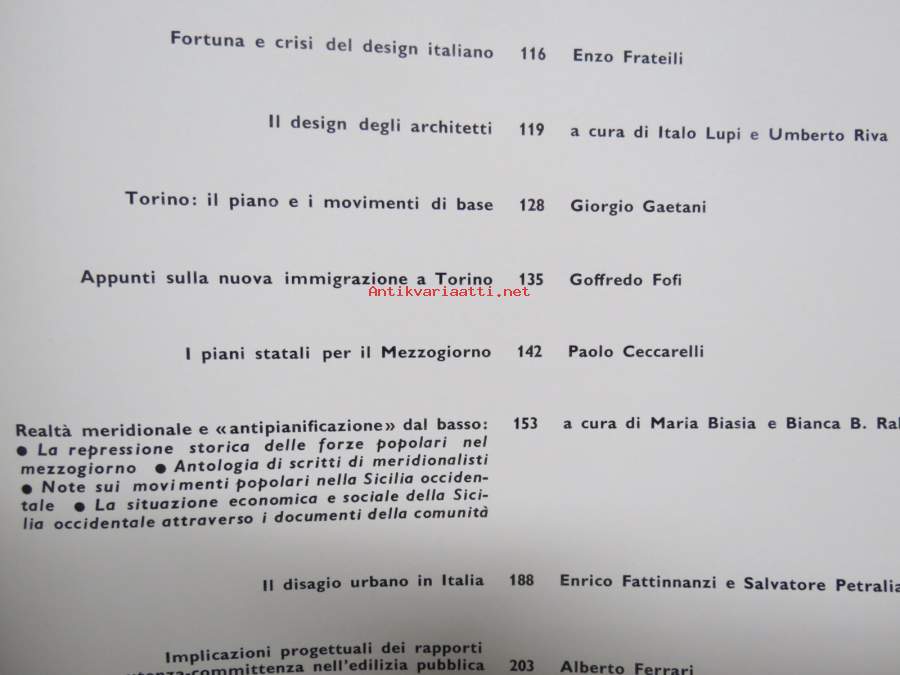 Fortuna e crisi del design italiano 116 Enzo Frateili
Il design degli architetti 119 a cura di Italo Lupi e Umberto Riva
Torino: il piano e i movimenti di base 128 Giorgio Gaetani
Appunti sulla nuova immigrazione a Torino 135 Goffredo Fofi
Antikvariaatti.net
I piani statali per il Mezzogiorno 142 Paolo Ceccarelli
Realtà meridionale e «antipianificazione» dal basso: 153 a cura di Maria Biasia e Bianca B.
● La repressione storica delle forze popolari nel
mezzogiorno ● Antologia di scritti di meridionalisti
● Note sui movimenti popolari nella Sicilia occiden-
tale ● La situazione economica e sociale della Sici-
lia occidentale attraverso i documenti della comunità
Il disagio urbano in Italia 188 Enrico Fattinnanzi e Salvatore Petralia
Implicazioni progettuali dei rapporti
committenza nell'edilizia pubblica 203 Alberto Ferrari